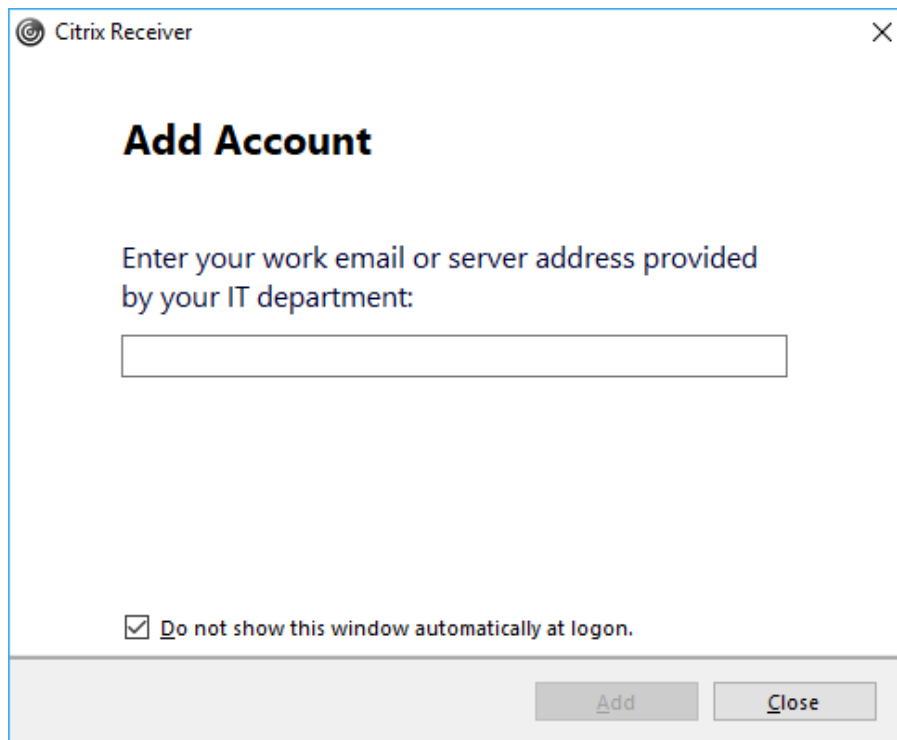 Citrix Receiver
Add Account
Enter your work email or server address provided
by your IT department:
Do not show this window automatically at logon.
Add
Close